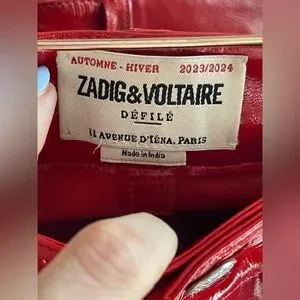 AUTOMNE - HIVER 2023/2024
ZADIG&VOLTAIRE
DÉFILÉ
11 AVENUE D'IÉNA, PARIS
Made in India